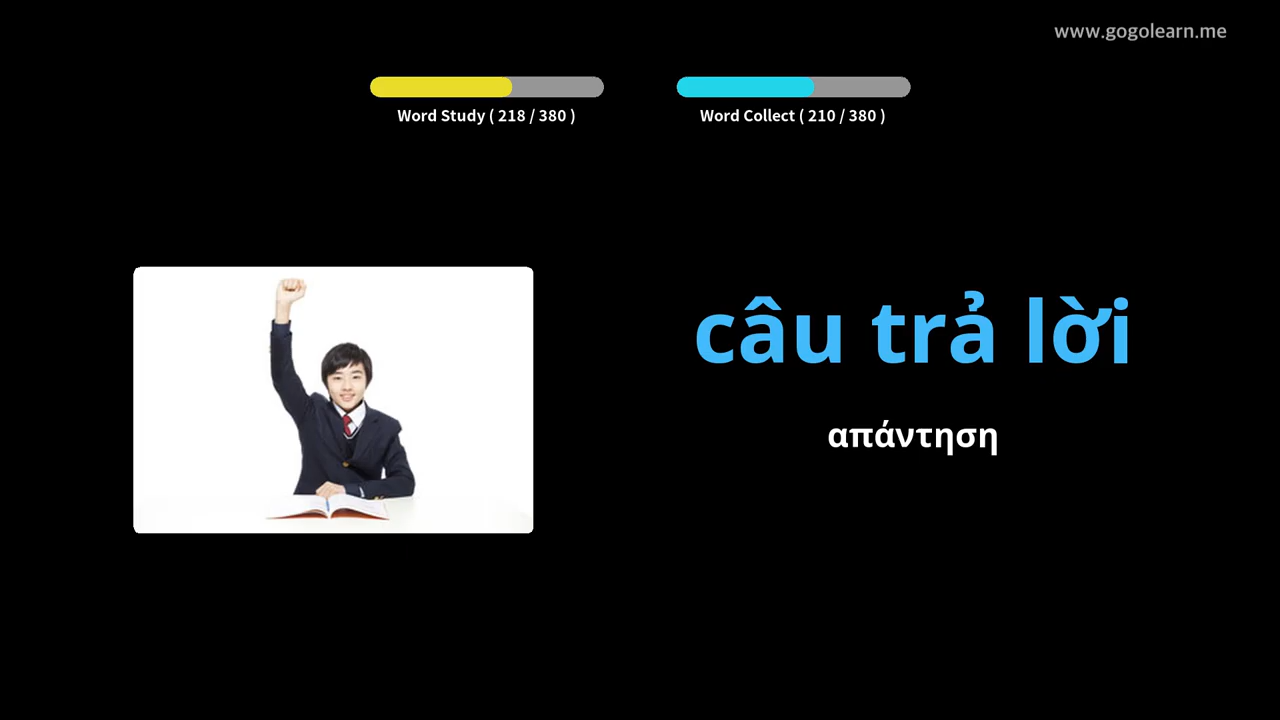 www.gogolearn.me
Word Study ( 218 / 380 )
Word Collect ( 210 / 380 )
câu trả lời
απάντηση